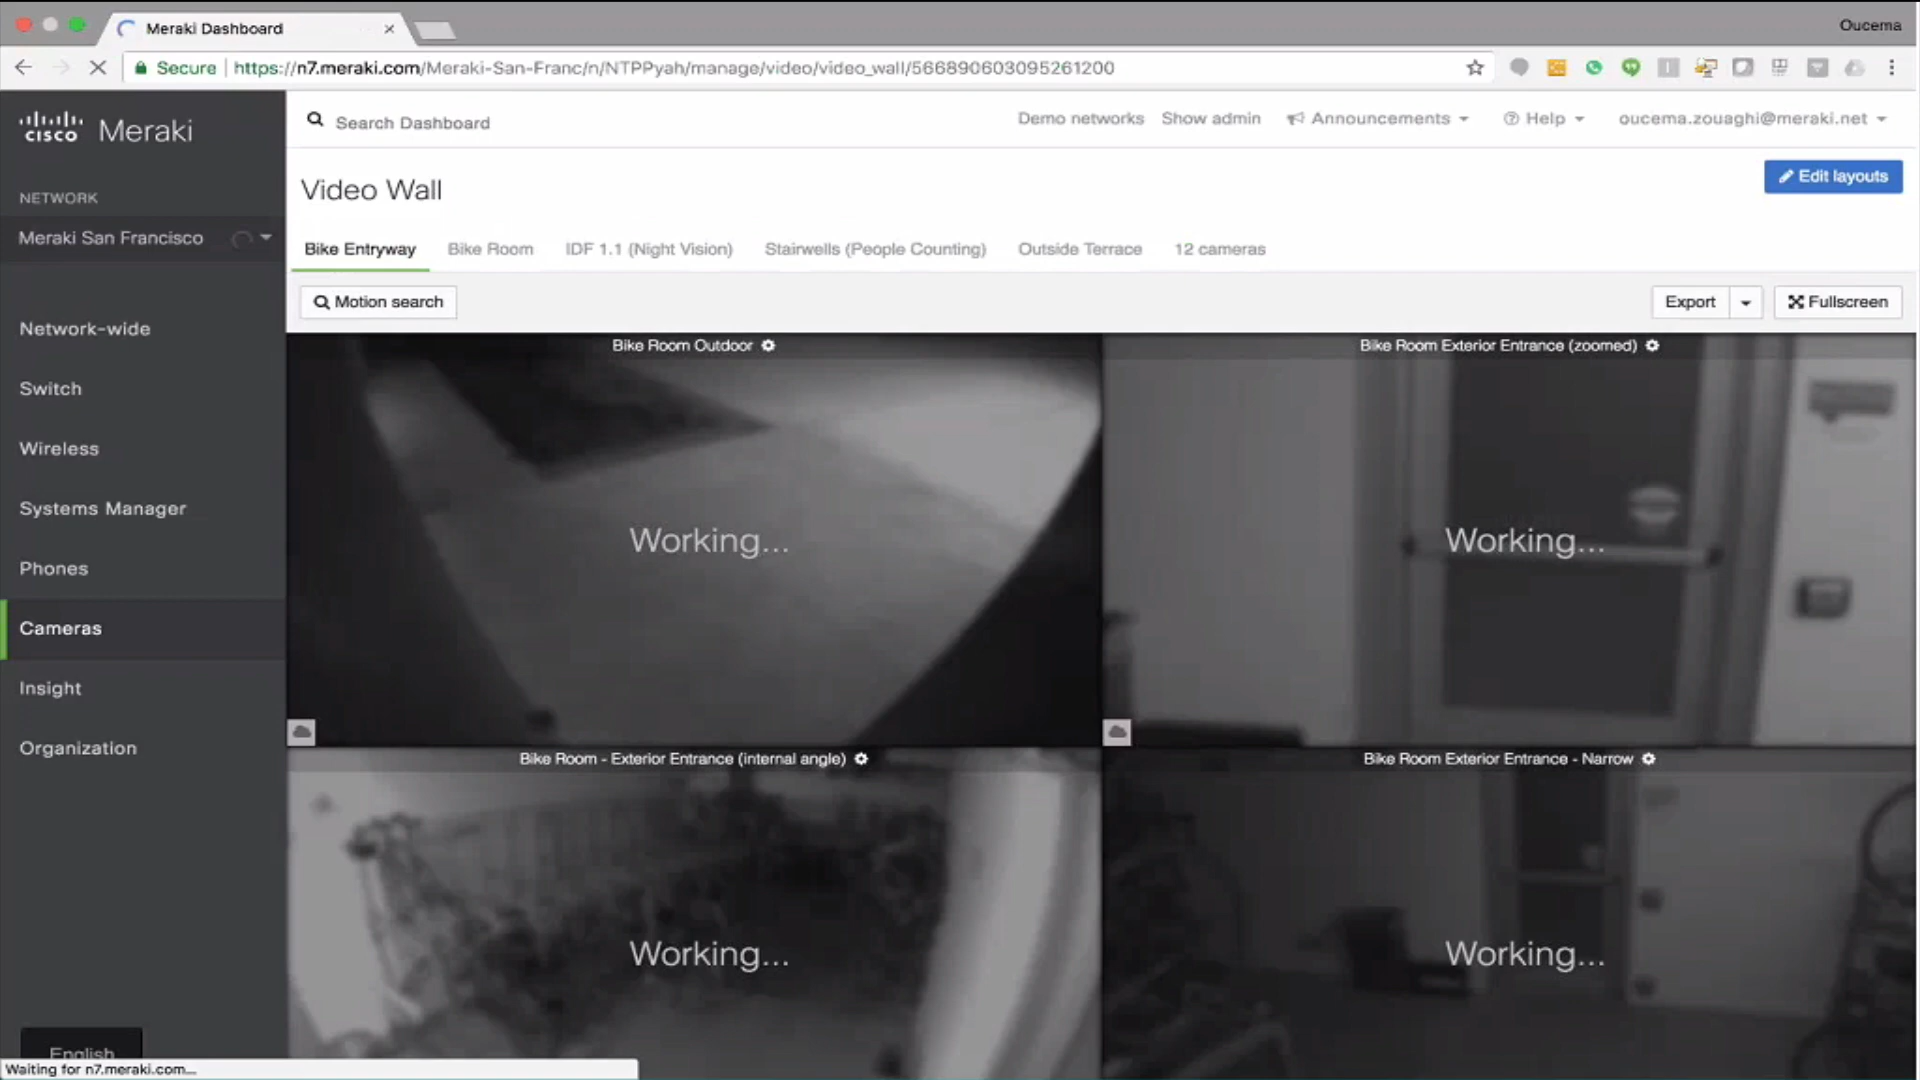 Meraki Dashboard
Oucema
Secure https://n7.meraki.com/Meraki-San-Franc/n/NTPPyah/manage/video/video_wall/566890603095261200
CISCO Meraki
Search Dashboard
Demo networks Show admin Announcements Help oucema.zouaghi@meraki.net
Video Wall
Edit layouts
NETWORK
Meraki San Francisco
Bike Entryway Bike Room IDF 1.1 (Night Vision) Stairwells (People Counting) Outside Terrace 12 cameras
Motion search
Export Fullscreen
Network-wide
Switch
Wireless
Systems Manager
Phones
Cameras
Insight
Organization
Bike Room Outdoor
Working...
Bike Room Exterior Entrance (zoomed)
Working...
Bike Room - Exterior Entrance (internal angle)
Working...
Bike Room Exterior Entrance - Narrow
Working...
English
Waiting for n7.meraki.com...